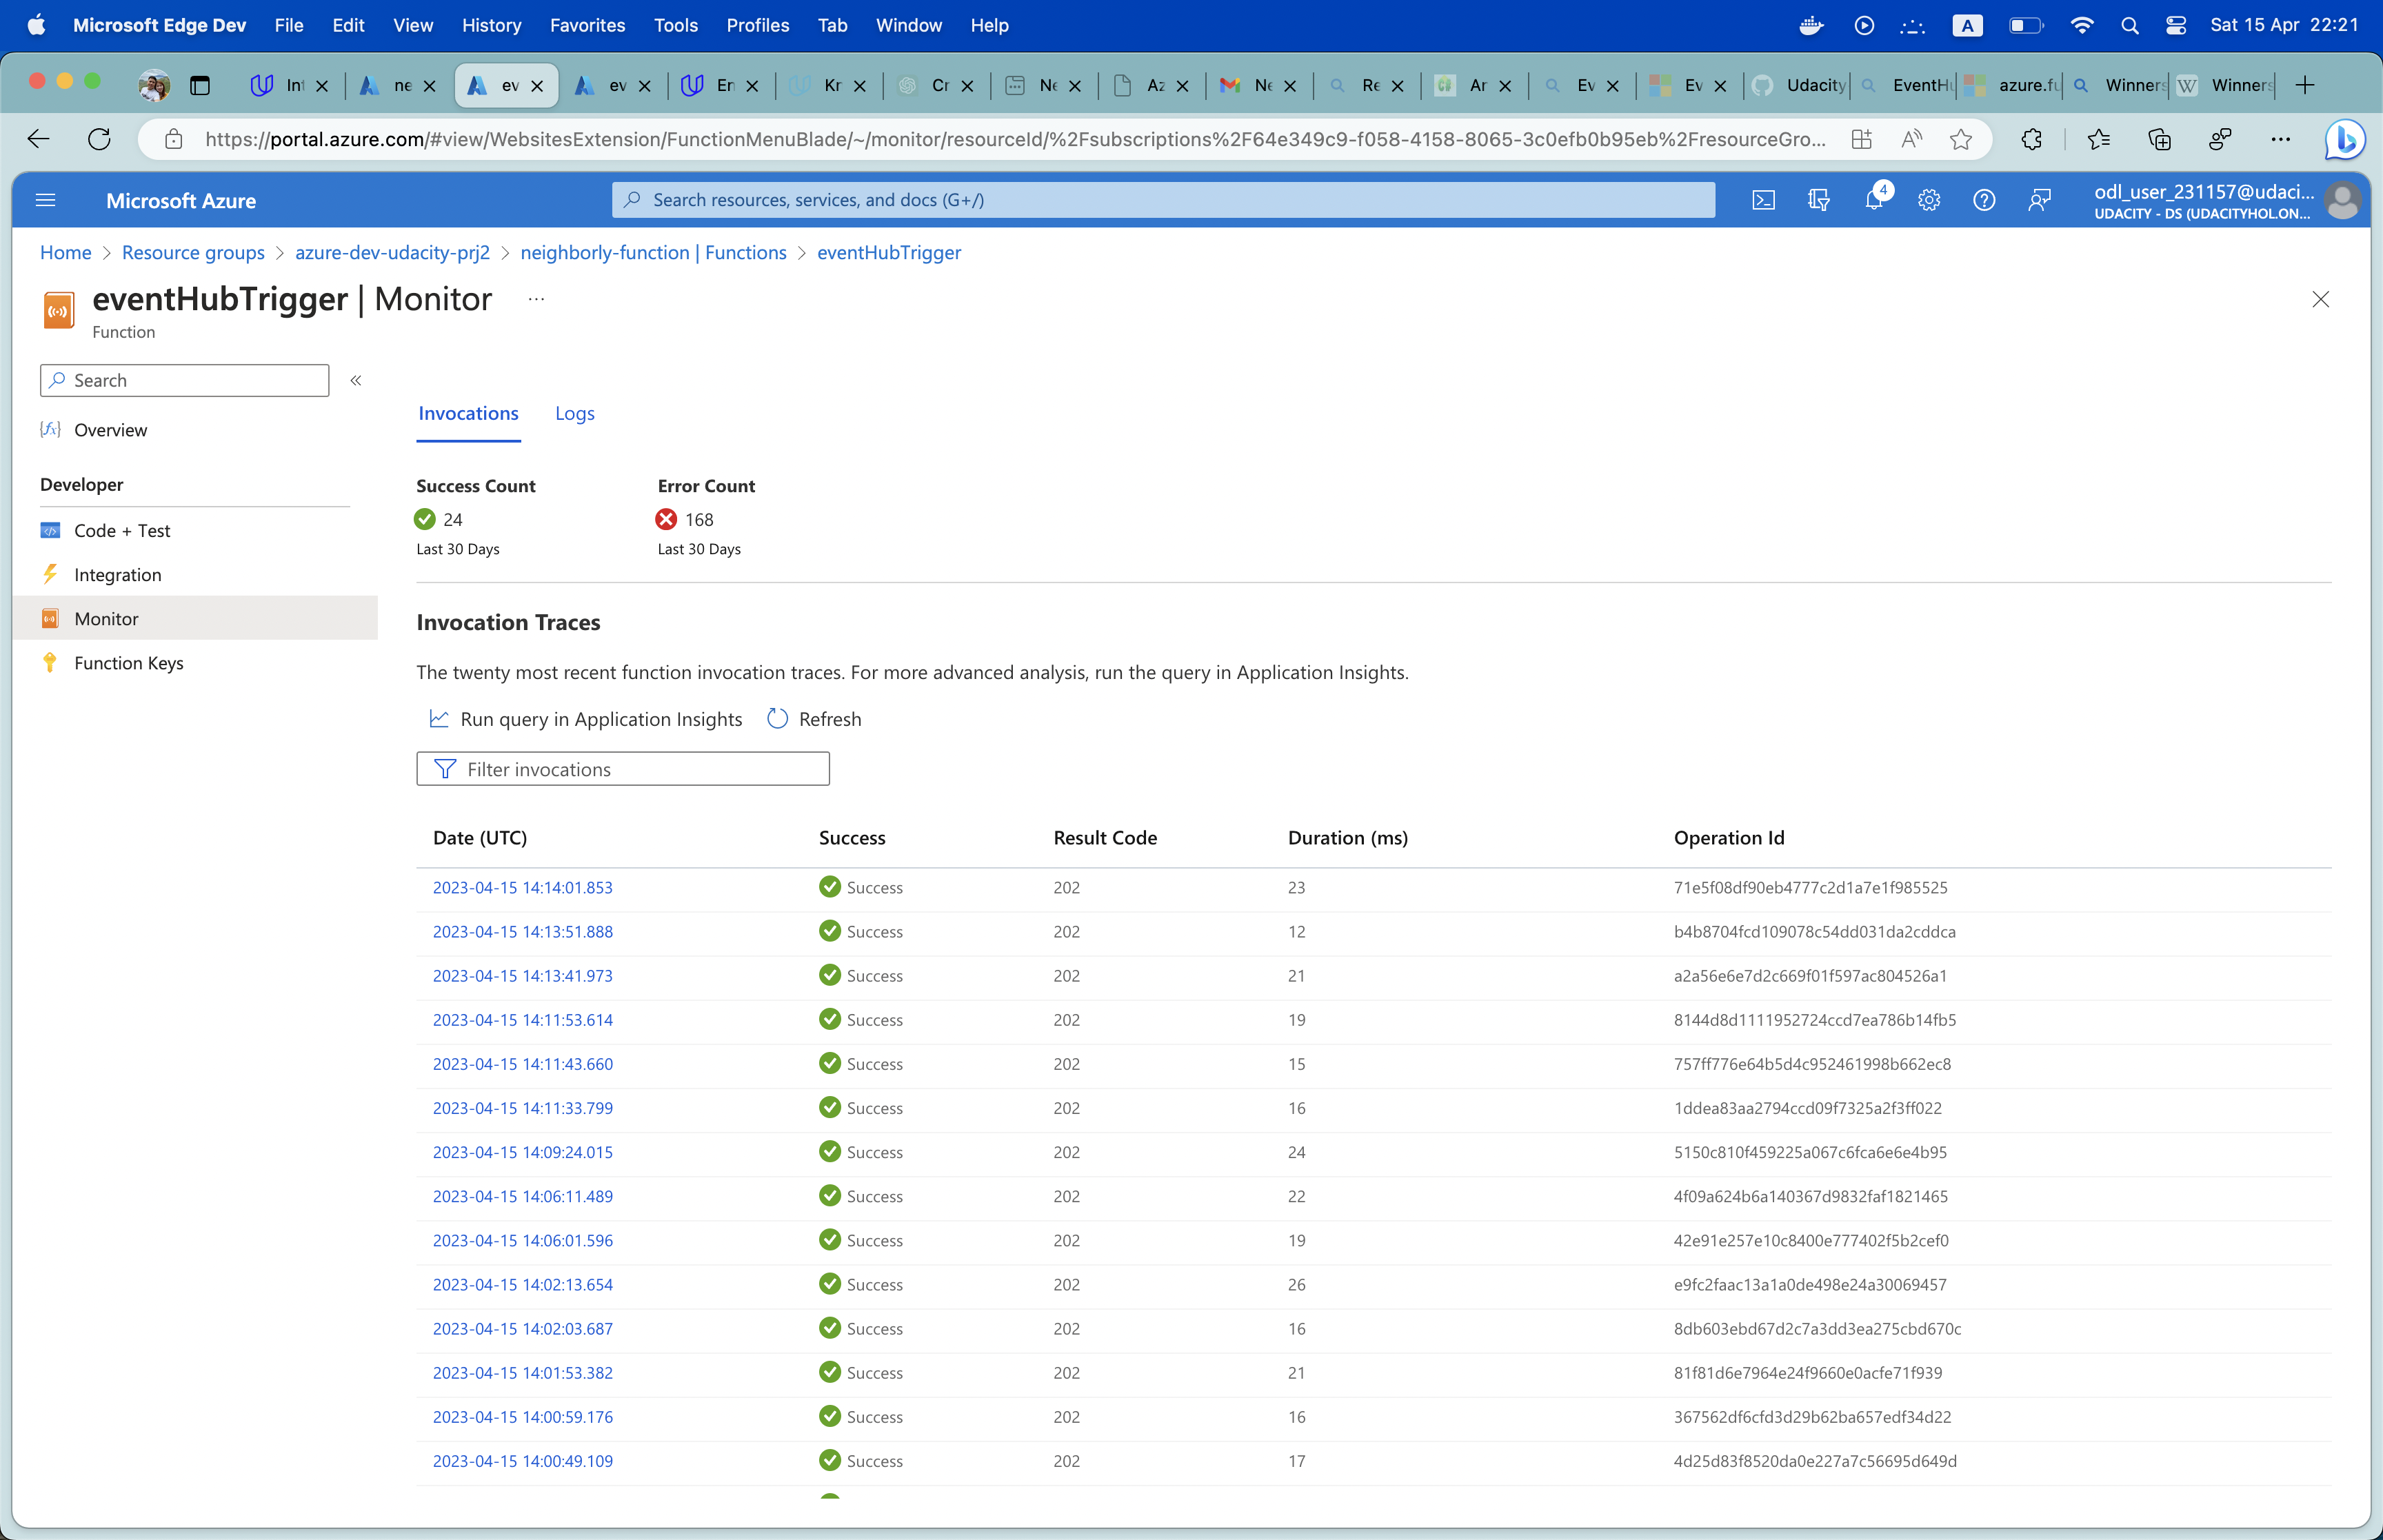 Microsoft Edge Dev File Edit View History Favorites Tools Profiles Tab Window Help A Sat 15 Apr 22:21
Int ne ev ev En Kr Cr Ne Az Ne Re Ar Ev Ev Udacity EventHu azure.fu Winners Winners
https://portal.azure.com/#view/WebsitesExtension/FunctionMenuBlade/~/monitor/resourceId/%2Fsubscriptions%2F64e349c9-f058-4158-8065-3c0efb0b95eb%2FresourceGro...
Microsoft Azure
Search resources, services, and docs (G+/)
4
odl_user_231157@udaci...
UDACITY - DS (UDACITYHOL.ON...
Home > Resource groups > azure-dev-udacity-prj2 > neighborly-function | Functions > eventHubTrigger
eventHubTrigger | Monitor ...
Function
Search «
Overview
Developer
Code + Test
Integration
Monitor
Function Keys
Invocations Logs
Success Count Error Count
24 168
Last 30 Days Last 30 Days
Invocation Traces
The twenty most recent function invocation traces. For more advanced analysis, run the query in Application Insights.
Run query in Application Insights Refresh
Filter invocations
Date (UTC) Success Result Code Duration (ms) Operation Id
2023-04-15 14:14:01.853 Success 202 23 71e5f08df90eb4777c2d1a7e1f985525
2023-04-15 14:13:51.888 Success 202 12 b4b8704fcd109078c54dd031da2cddca
2023-04-15 14:13:41.973 Success 202 21 a2a56e6e7d2c669f01f597ac804526a1
2023-04-15 14:11:53.614 Success 202 19 8144d8d1111952724ccd7ea786b14fb5
2023-04-15 14:11:43.660 Success 202 15 757ff776e64b5d4c952461998b662ec8
2023-04-15 14:11:33.799 Success 202 16 1ddea83aa2794ccd09f7325a2f3ff022
2023-04-15 14:09:24.015 Success 202 24 5150c810f459225a067c6fca6e6e4b95
2023-04-15 14:06:11.489 Success 202 22 4f09a624b6a140367d9832faf1821465
2023-04-15 14:06:01.596 Success 202 19 42e91e257e10c8400e777402f5b2cef0
2023-04-15 14:02:13.654 Success 202 26 e9fc2faac13a1a0de498e24a30069457
2023-04-15 14:02:03.687 Success 202 16 8db603ebd67d2c7a3dd3ea275cbd670c
2023-04-15 14:01:53.382 Success 202 21 81f81d6e7964e24f9660e0acfe71f939
2023-04-15 14:00:59.176 Success 202 16 367562df6cfd3d29b62ba657edf34d22
2023-04-15 14:00:49.109 Success 202 17 4d25d83f8520da0e227a7c56695d649d